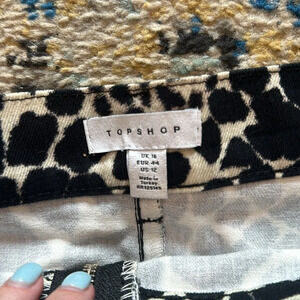 TOPSHOP
UK 16
EUR 44
US 12
Made in
Turkey